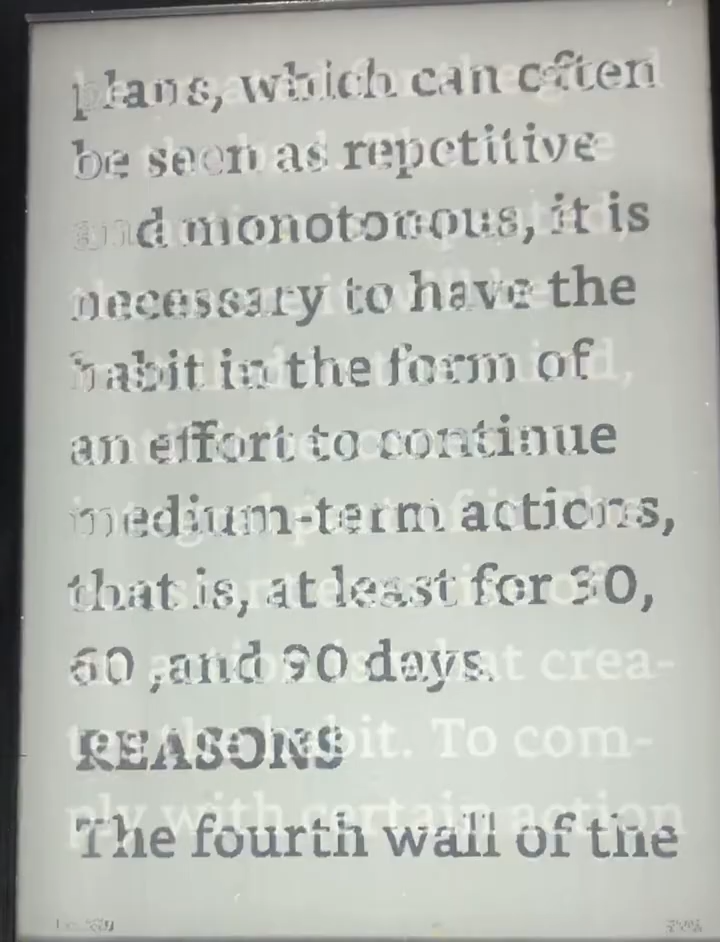 plans, which can often
be seen as repetitive
and monotonous, it is
necessary to have the
habit in the form of
an effort to continue
medium-term actions,
that is, at least for 30,
60 ,and 90 days.
REASONS
The fourth wall of the